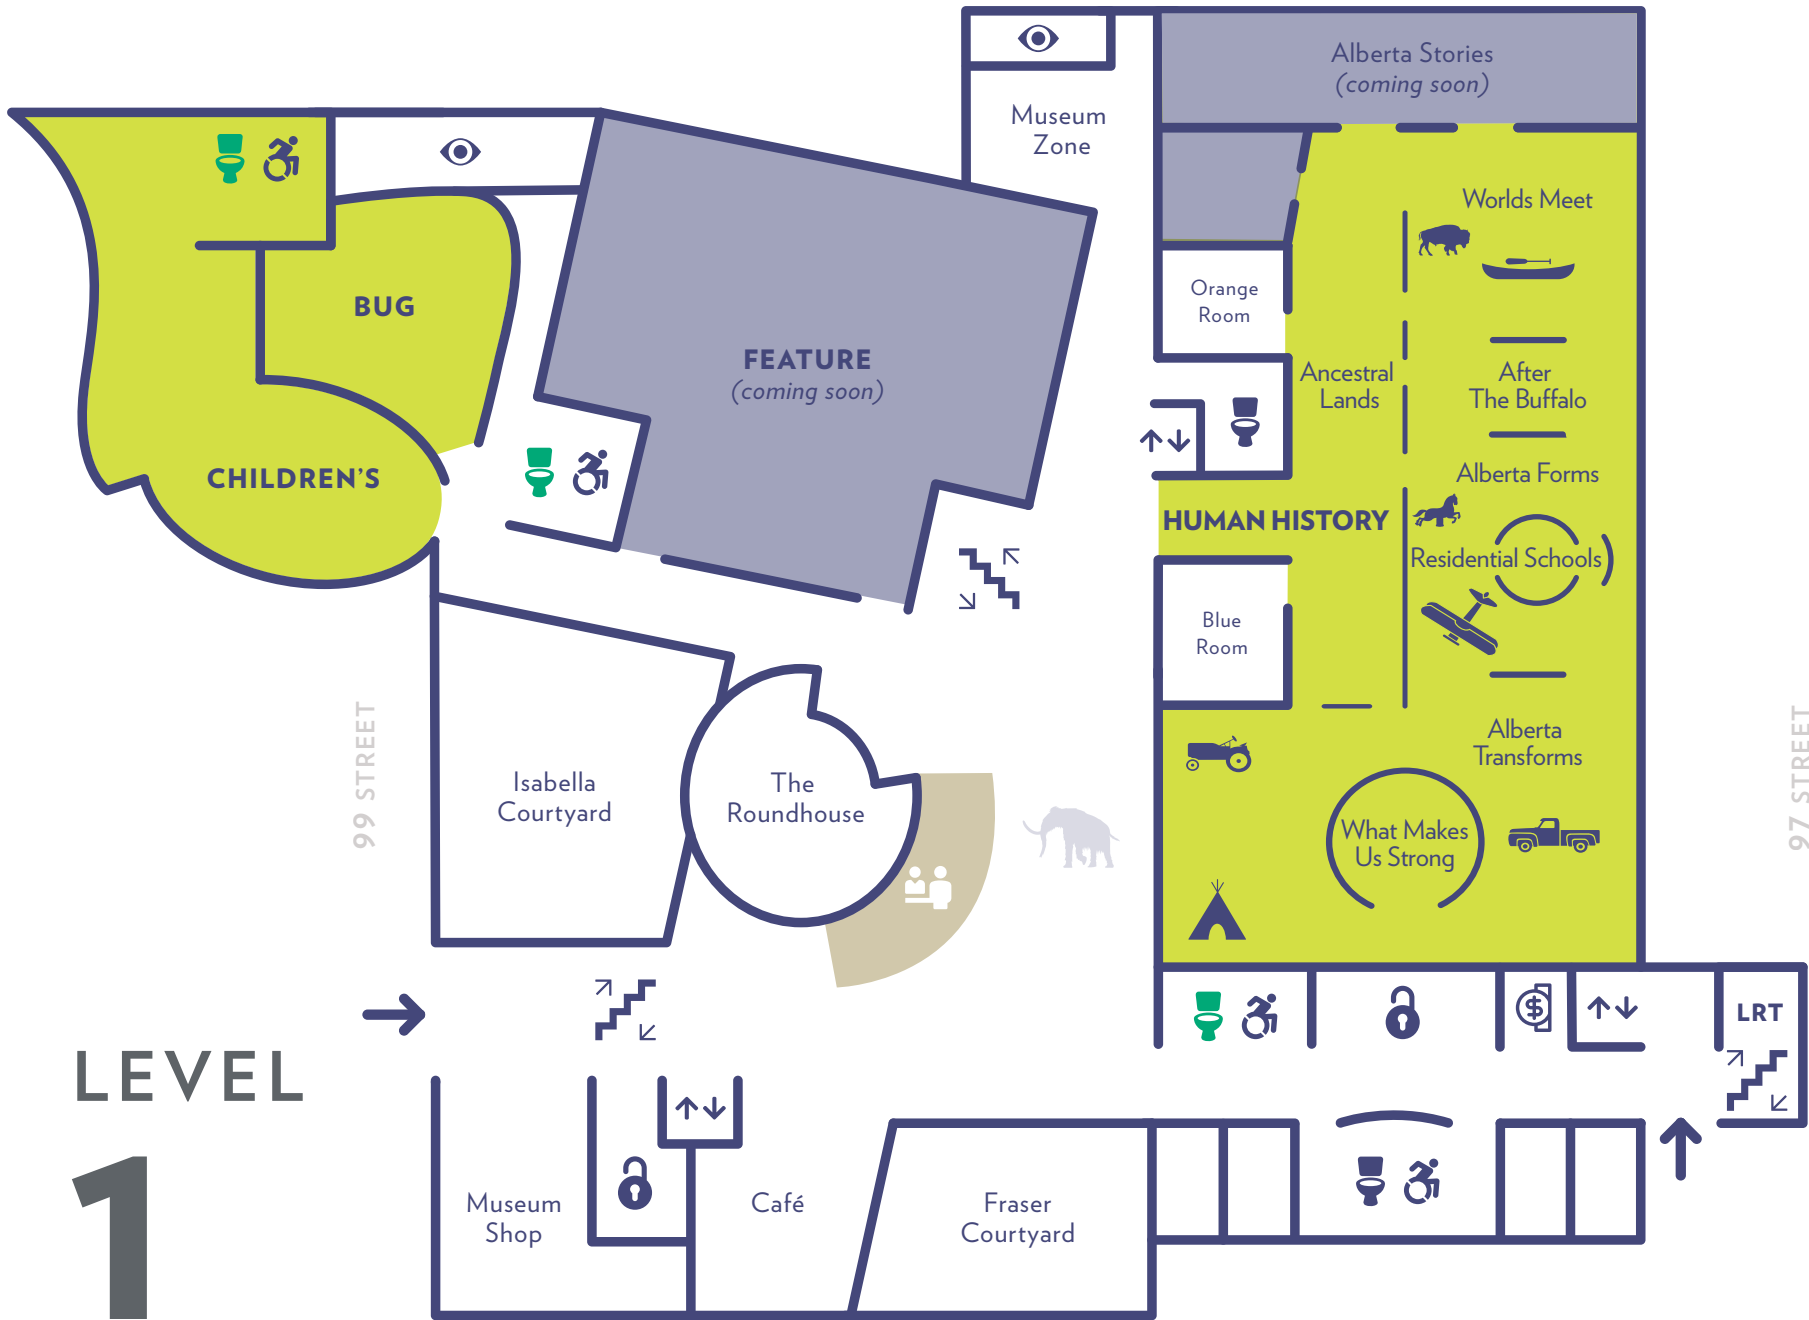 Alberta Stories
(coming soon)
Museum
Zone
Worlds Meet
BUG
Orange
Room
FEATURE
(coming soon)
Ancestral
Lands
After
The Buffalo
CHILDREN'S
Alberta Forms
HUMAN HISTORY
Residential Schools
Blue
Room
99 STREET
Isabella
Courtyard
The
Roundhouse
Alberta
Transforms
97 STREET
What Makes
Us Strong
$
LRT
LEVEL
1
Museum
Shop
Café
Fraser
Courtyard